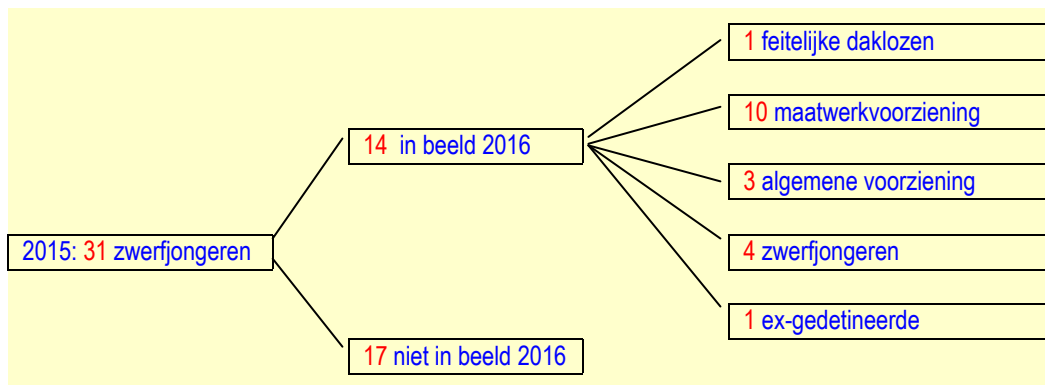 2015: 31 zwerfjongeren
14 in beeld 2016
17 niet in beeld 2016
1 feitelijke daklozen
10 maatwerkvoorziening
3 algemene voorziening
4 zwerfjongeren
1 ex-gedetineerde